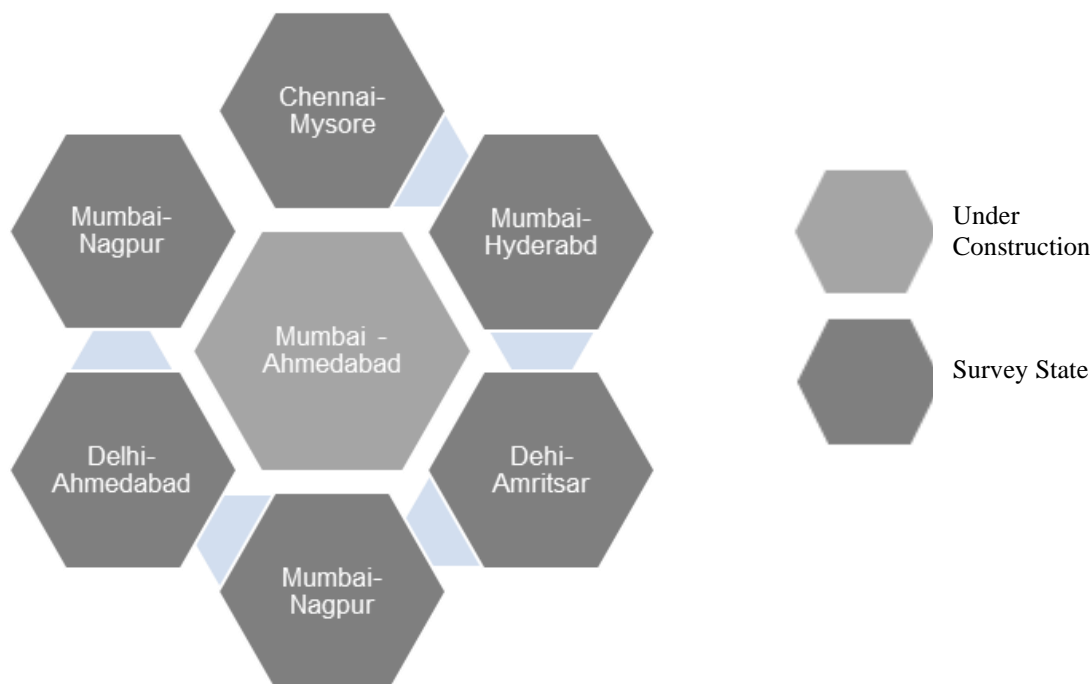 Chennai-
Mysore
Mumbai-
Nagpur
Mumbai-
Hyderabd
Mumbai -
Ahmedabad
Delhi-
Ahmedabad
Dehi-
Amritsar
Mumbai-
Nagpur
Under
Construction
Survey State